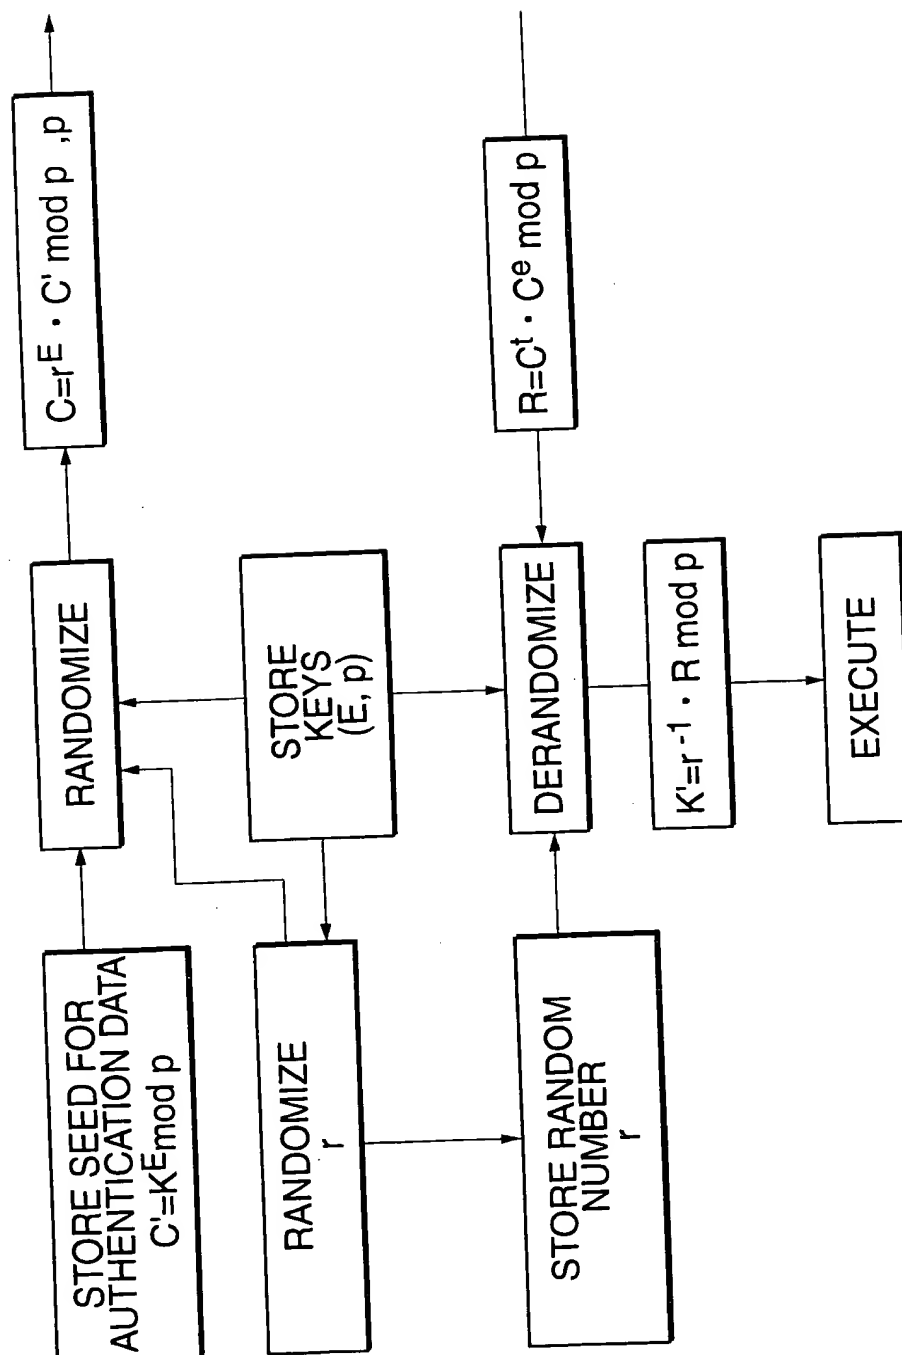 STORE SEED FOR
AUTHENTICATION DATA
C'=K^E mod p
RANDOMIZE
C=r^E · C' mod p ,p
RANDOMIZE
r
STORE
KEYS
(E, p)
STORE RANDOM
NUMBER
r
DERANDOMIZE
R=C^t · C^e mod p
K'=r^-1 · R mod p
EXECUTE